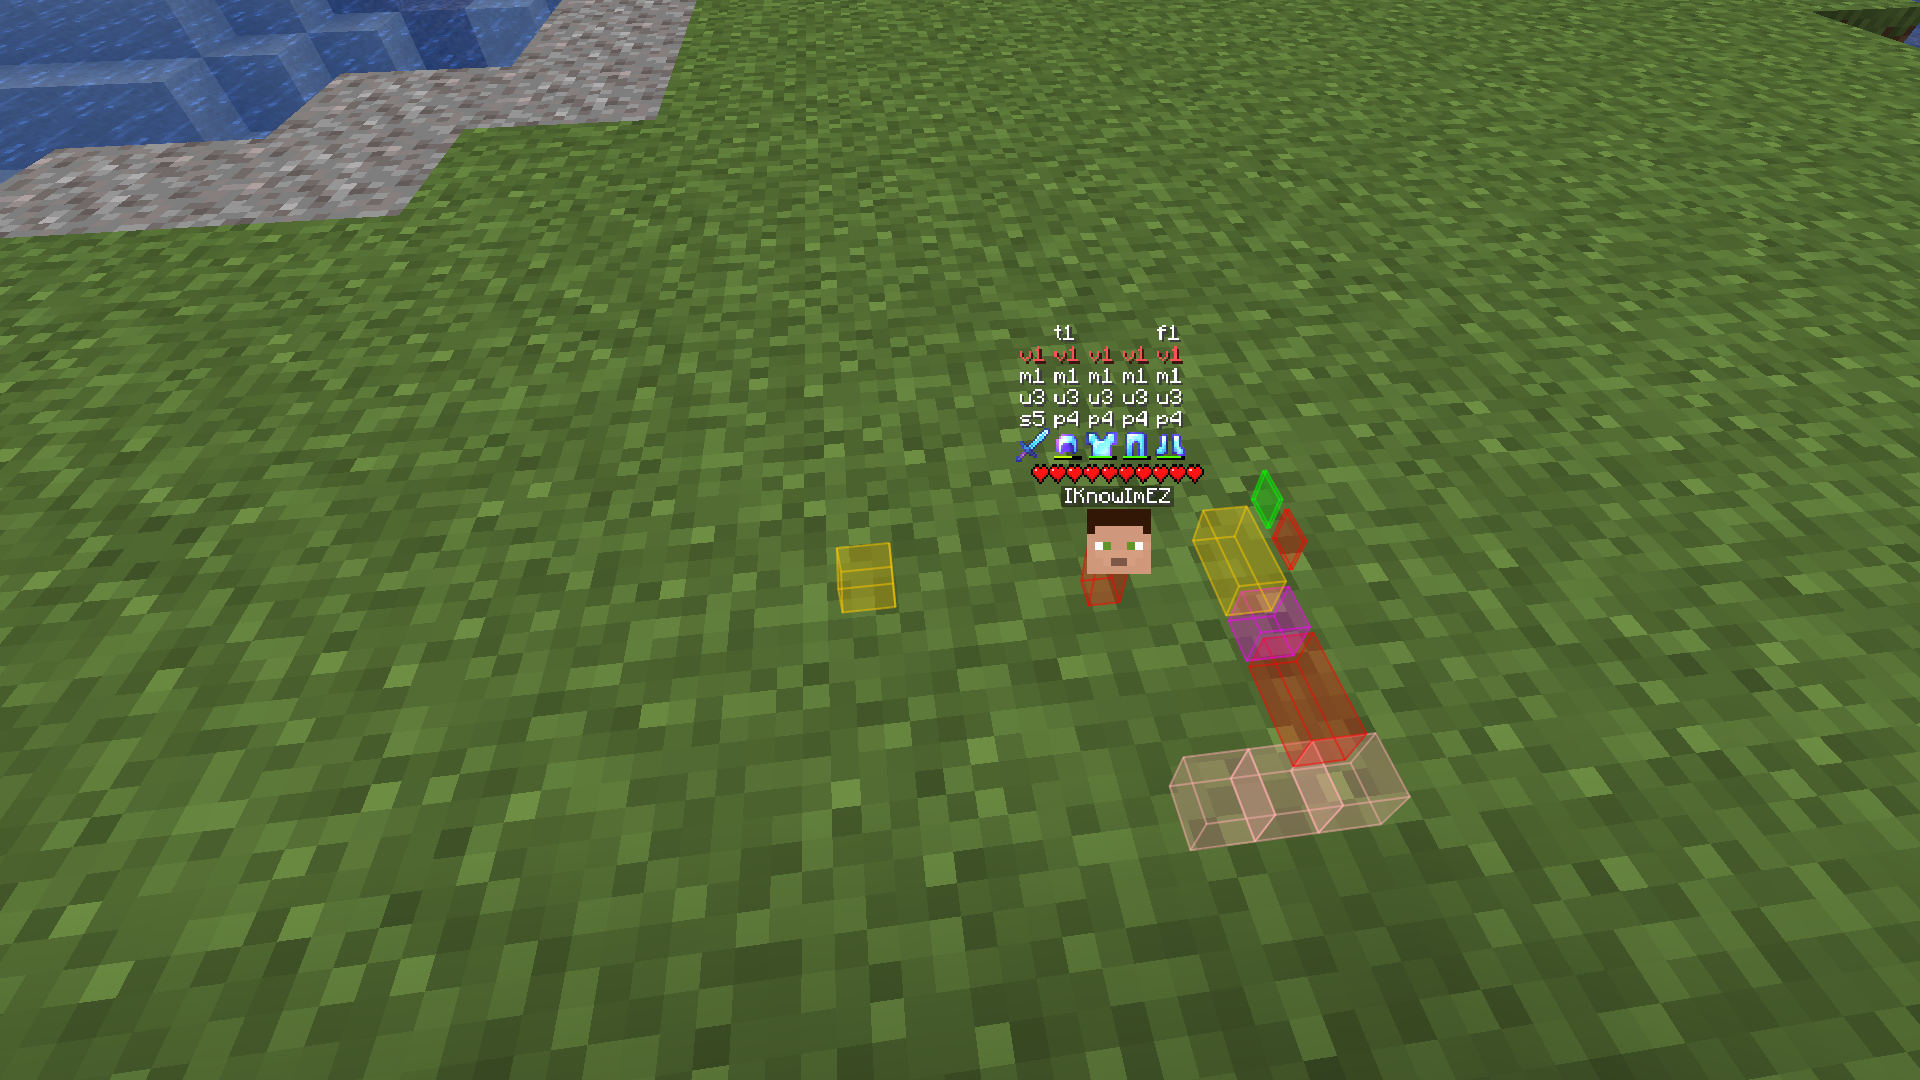 t1 f1
v1 v1 v1 v1 v1
m1 m1 m1 m1 m1
u3 u3 u3 u3 u3
s5 p4 p4 p4 p4
IKnowImEZ